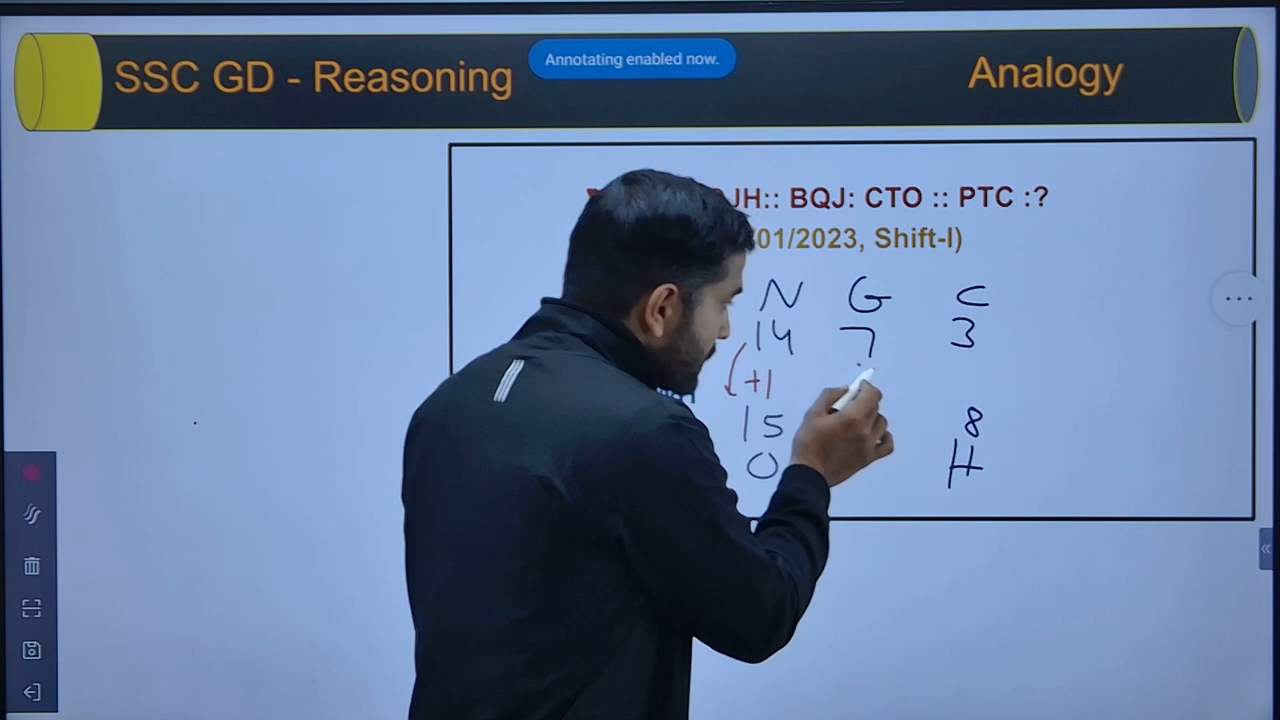 SSC GD - Reasoning
Annotating enabled now.
Analogy
JH:: BQJ: CTO :: PTC :?
01/2023, Shift-I)
N G C
14 7 3
+1
15 8
O H